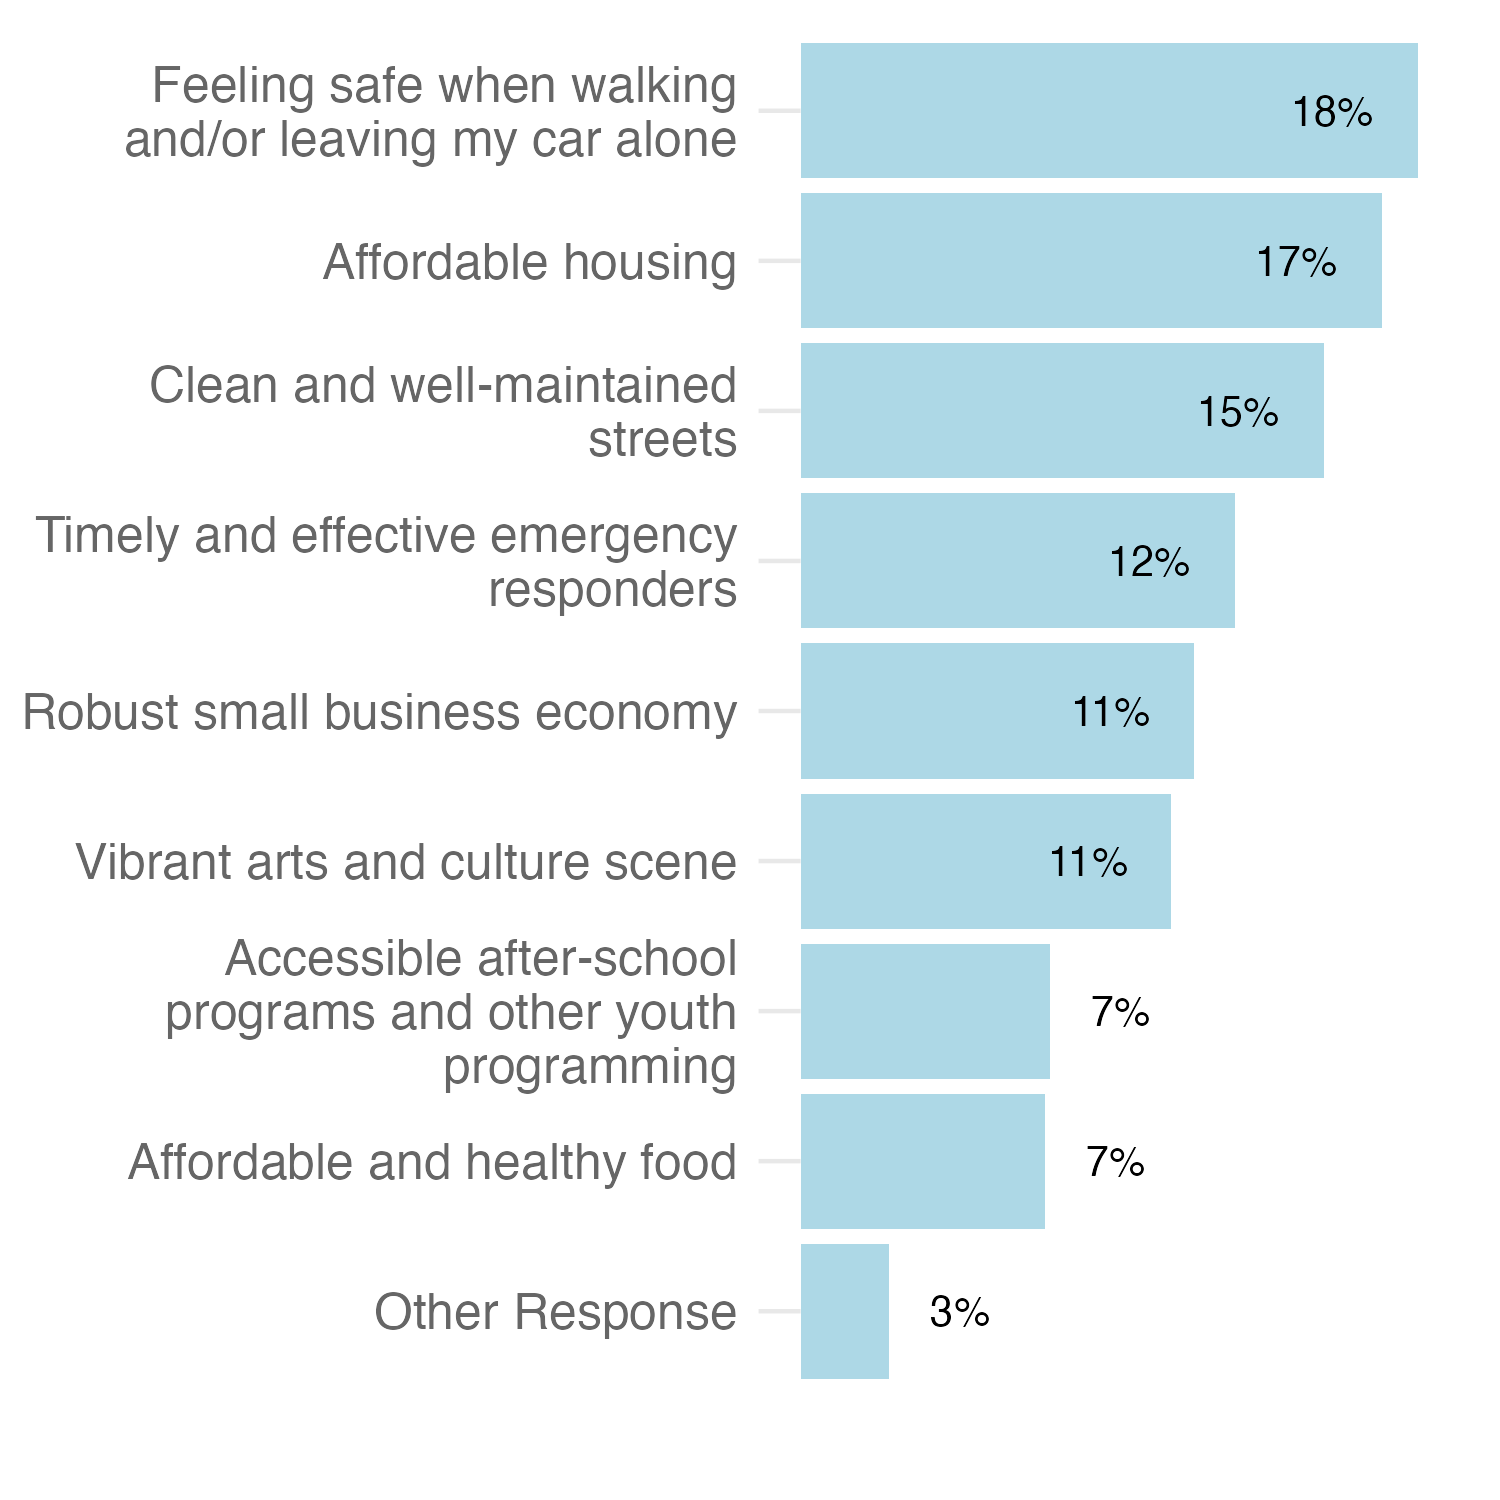 Feeling safe when walking
and/or leaving my car alone
18%
Affordable housing
17%
Clean and well-maintained
streets
15%
Timely and effective emergency
responders
12%
Robust small business economy
11%
Vibrant arts and culture scene
11%
Accessible after-school
programs and other youth
programming
7%
Affordable and healthy food
7%
Other Response
3%